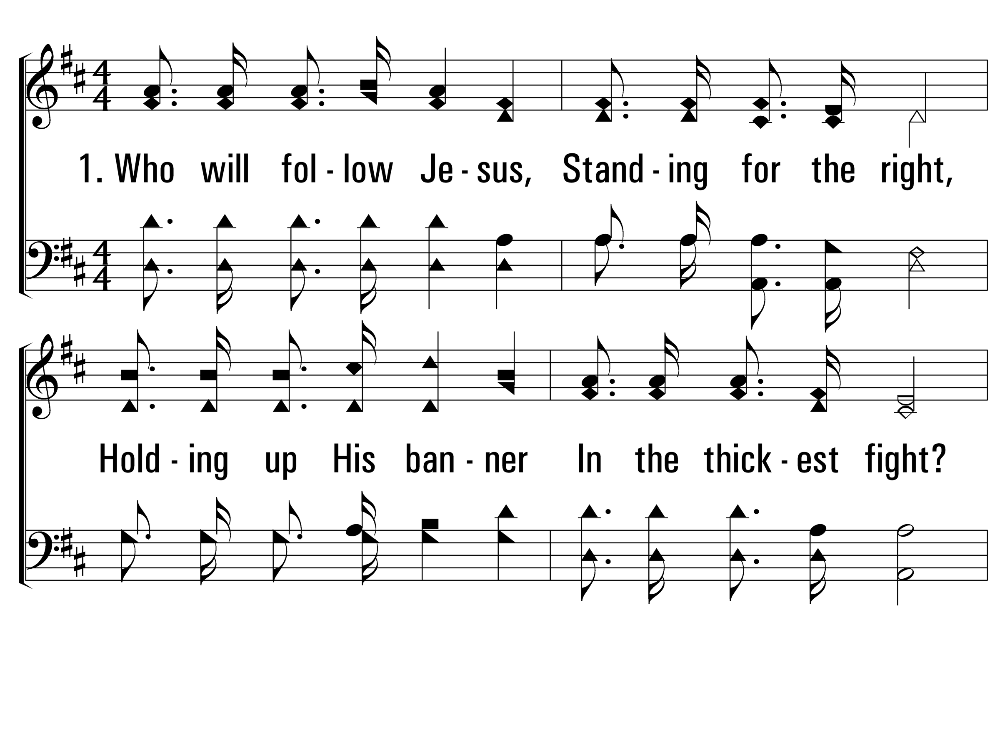 1. Who will fol - low Je - sus, Stand - ing for the right,
Hold - ing up His ban - ner In the thick - est fight?